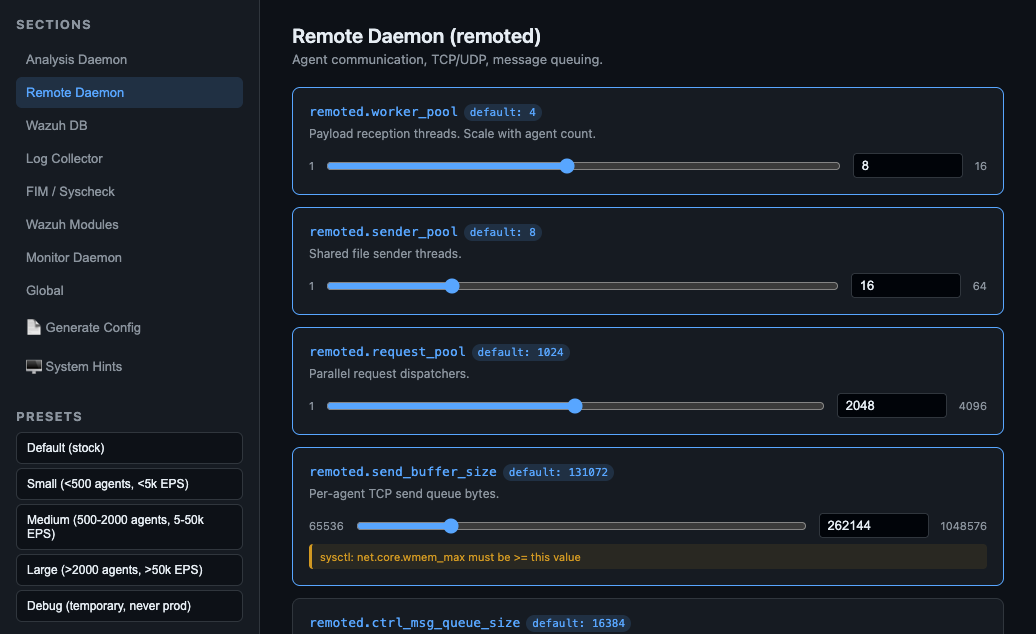 SECTIONS
Analysis Daemon
Remote Daemon
Wazuh DB
Log Collector
FIM / Syscheck
Wazuh Modules
Monitor Daemon
Global
Generate Config
System Hints
PRESETS
Default (stock)
Small (<500 agents, <5k EPS)
Medium (500-2000 agents, 5-50k
EPS)
Large (>2000 agents, >50k EPS)
Debug (temporary, never prod)
Remote Daemon (remoted)
Agent communication, TCP/UDP, message queuing.
remoted.worker_pool default: 4
Payload reception threads. Scale with agent count.
1 8 16
remoted.sender_pool default: 8
Shared file sender threads.
1 16 64
remoted.request_pool default: 1024
Parallel request dispatchers.
1 2048 4096
remoted.send_buffer_size default: 131072
Per-agent TCP send queue bytes.
65536 262144 1048576
sysctl: net.core.wmem_max must be >= this value
remoted.ctrl_msg_queue_size default: 16384